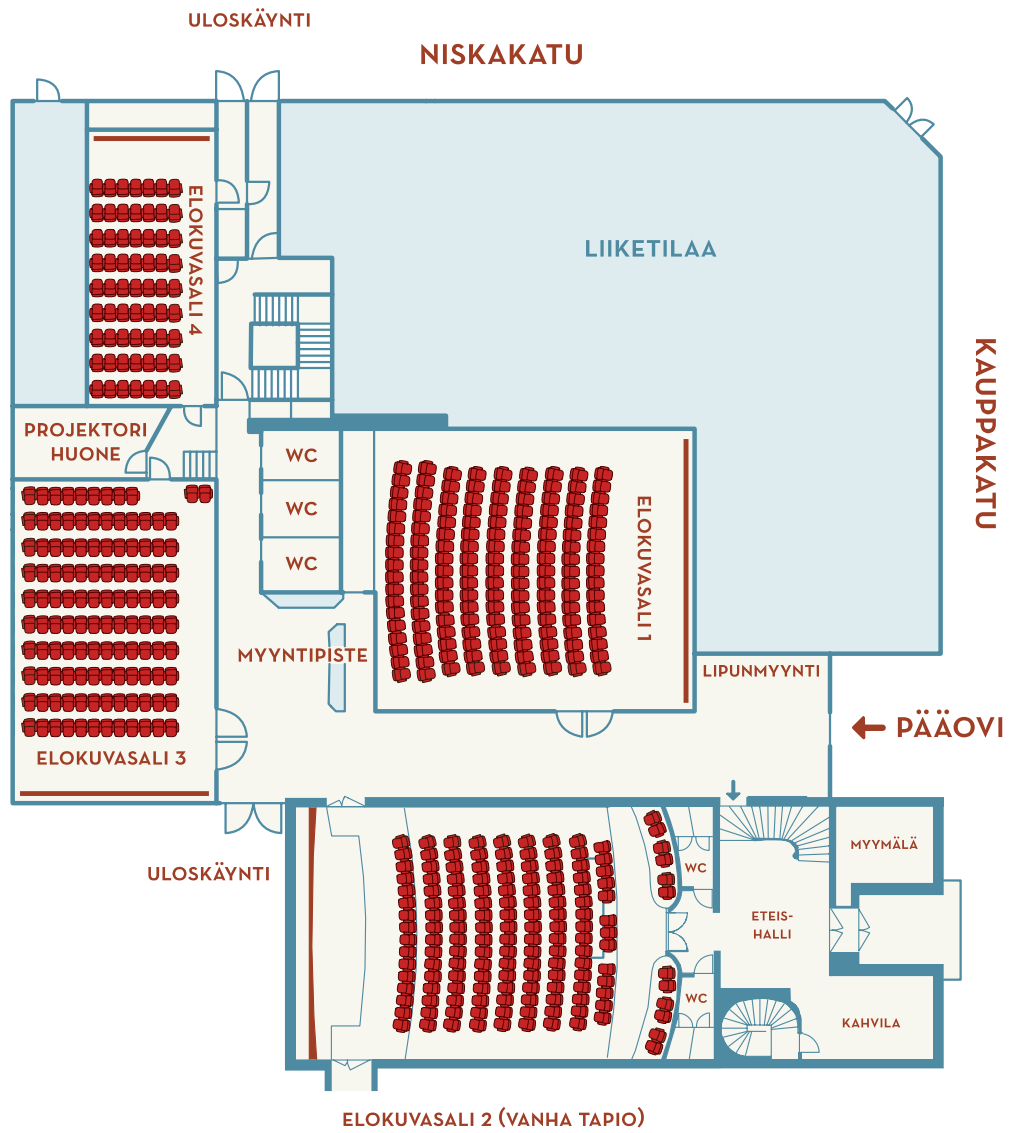 ULOSKÄYNTI
NISKAKATU
ELOKUVASALI 4
LIIKETILAA
KAUPPAKATU
PROJEKTORI
HUONE
WC
WC
WC
ELOKUVASALI 1
MYYNTIPISTE
LIPUNMYYNTI
PÄÄOVI
ELOKUVASALI 3
ULOSKÄYNTI
MYYMÄLÄ
WC
ETEIS-
HALLI
WC
KAHVILA
ELOKUVASALI 2 (VANHA TAPIO)